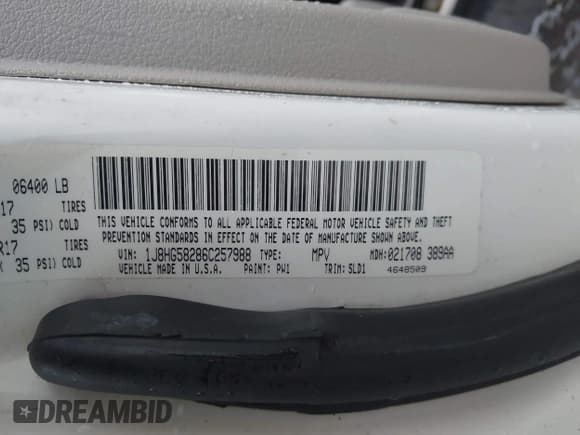 06400 LB
17 TIRES
35 PSI) COLD
R17 TIRES
35 PSI) COLD
THIS VEHICLE CONFORMS TO ALL APPLICABLE FEDERAL MOTOR VEHICLE SAFETY AND THEFT
PREVENTION STANDARDS IN EFFECT ON THE DATE OF MANUFACTURE SHOWN ABOVE.
VIN: 1J8HG58286C257988 TYPE: MPV MDH:021708 389AA
VEHICLE MADE IN U.S.A. PAINT: PW1 TRIM: SLD1 4648509
DREAMBID